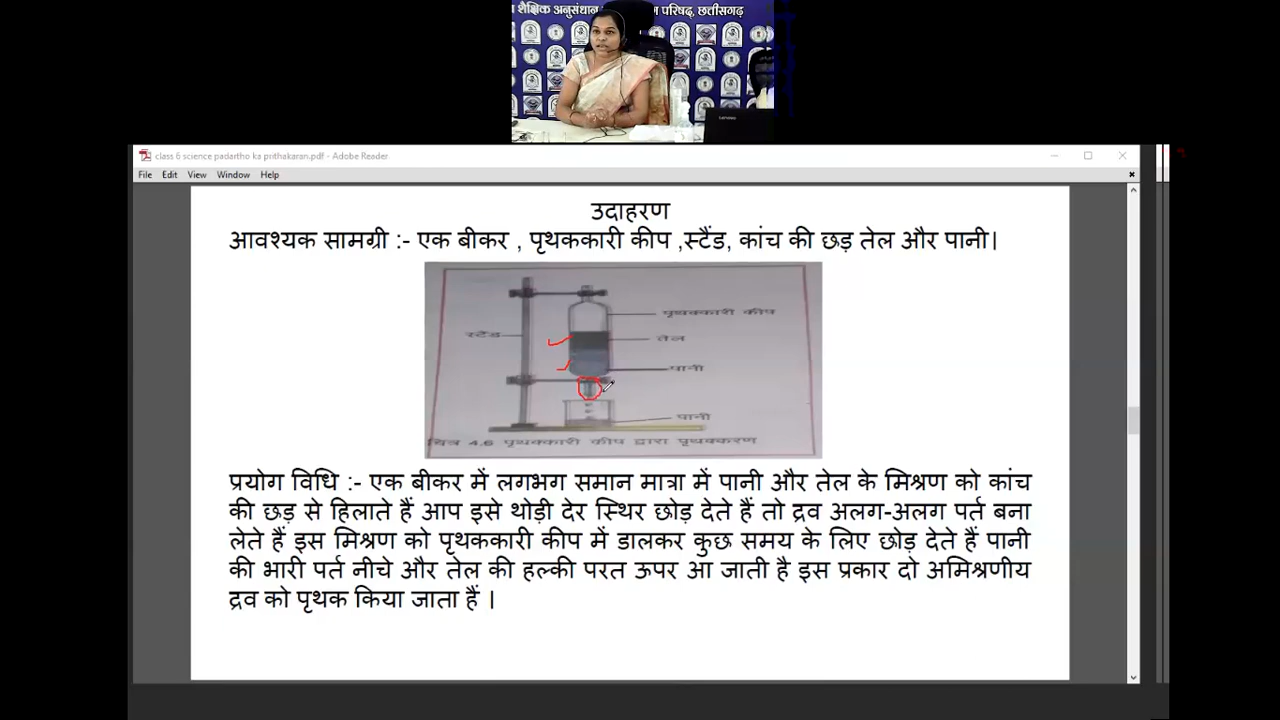 शैक्षिक अनुसंधान परिषद्, छत्तीसगढ़
Lenovo
class 6 science padartho ka prithakaran.pdf - Adobe Reader
File Edit View Window Help
उदाहरण
आवश्यक सामग्री :- एक बीकर , पृथककारी कीप ,स्टैंड, कांच की छड़ तेल और पानी।
पृथक्कारी कीप
स्टैंड
तेल
पानी
पानी
चित्र 4.6 पृथक्कारी कीप द्वारा पृथक्करण
प्रयोग विधि :- एक बीकर में लगभग समान मात्रा में पानी और तेल के मिश्रण को कांच
की छड़ से हिलाते हैं आप इसे थोड़ी देर स्थिर छोड़ देते हैं तो द्रव अलग-अलग पर्त बना
लेते हैं इस मिश्रण को पृथककारी कीप में डालकर कुछ समय के लिए छोड़ देते हैं पानी
की भारी पर्त नीचे और तेल की हल्की परत ऊपर आ जाती है इस प्रकार दो अमिश्रणीय
द्रव को पृथक किया जाता हैं ।